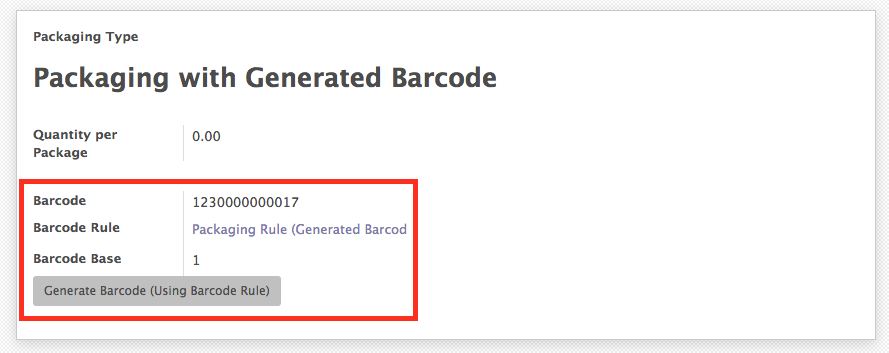 Packaging Type
Packaging with Generated Barcode
Quantity per
Package
0.00
Barcode
1230000000017
Barcode Rule
Packaging Rule (Generated Barcod
Barcode Base
1
Generate Barcode (Using Barcode Rule)